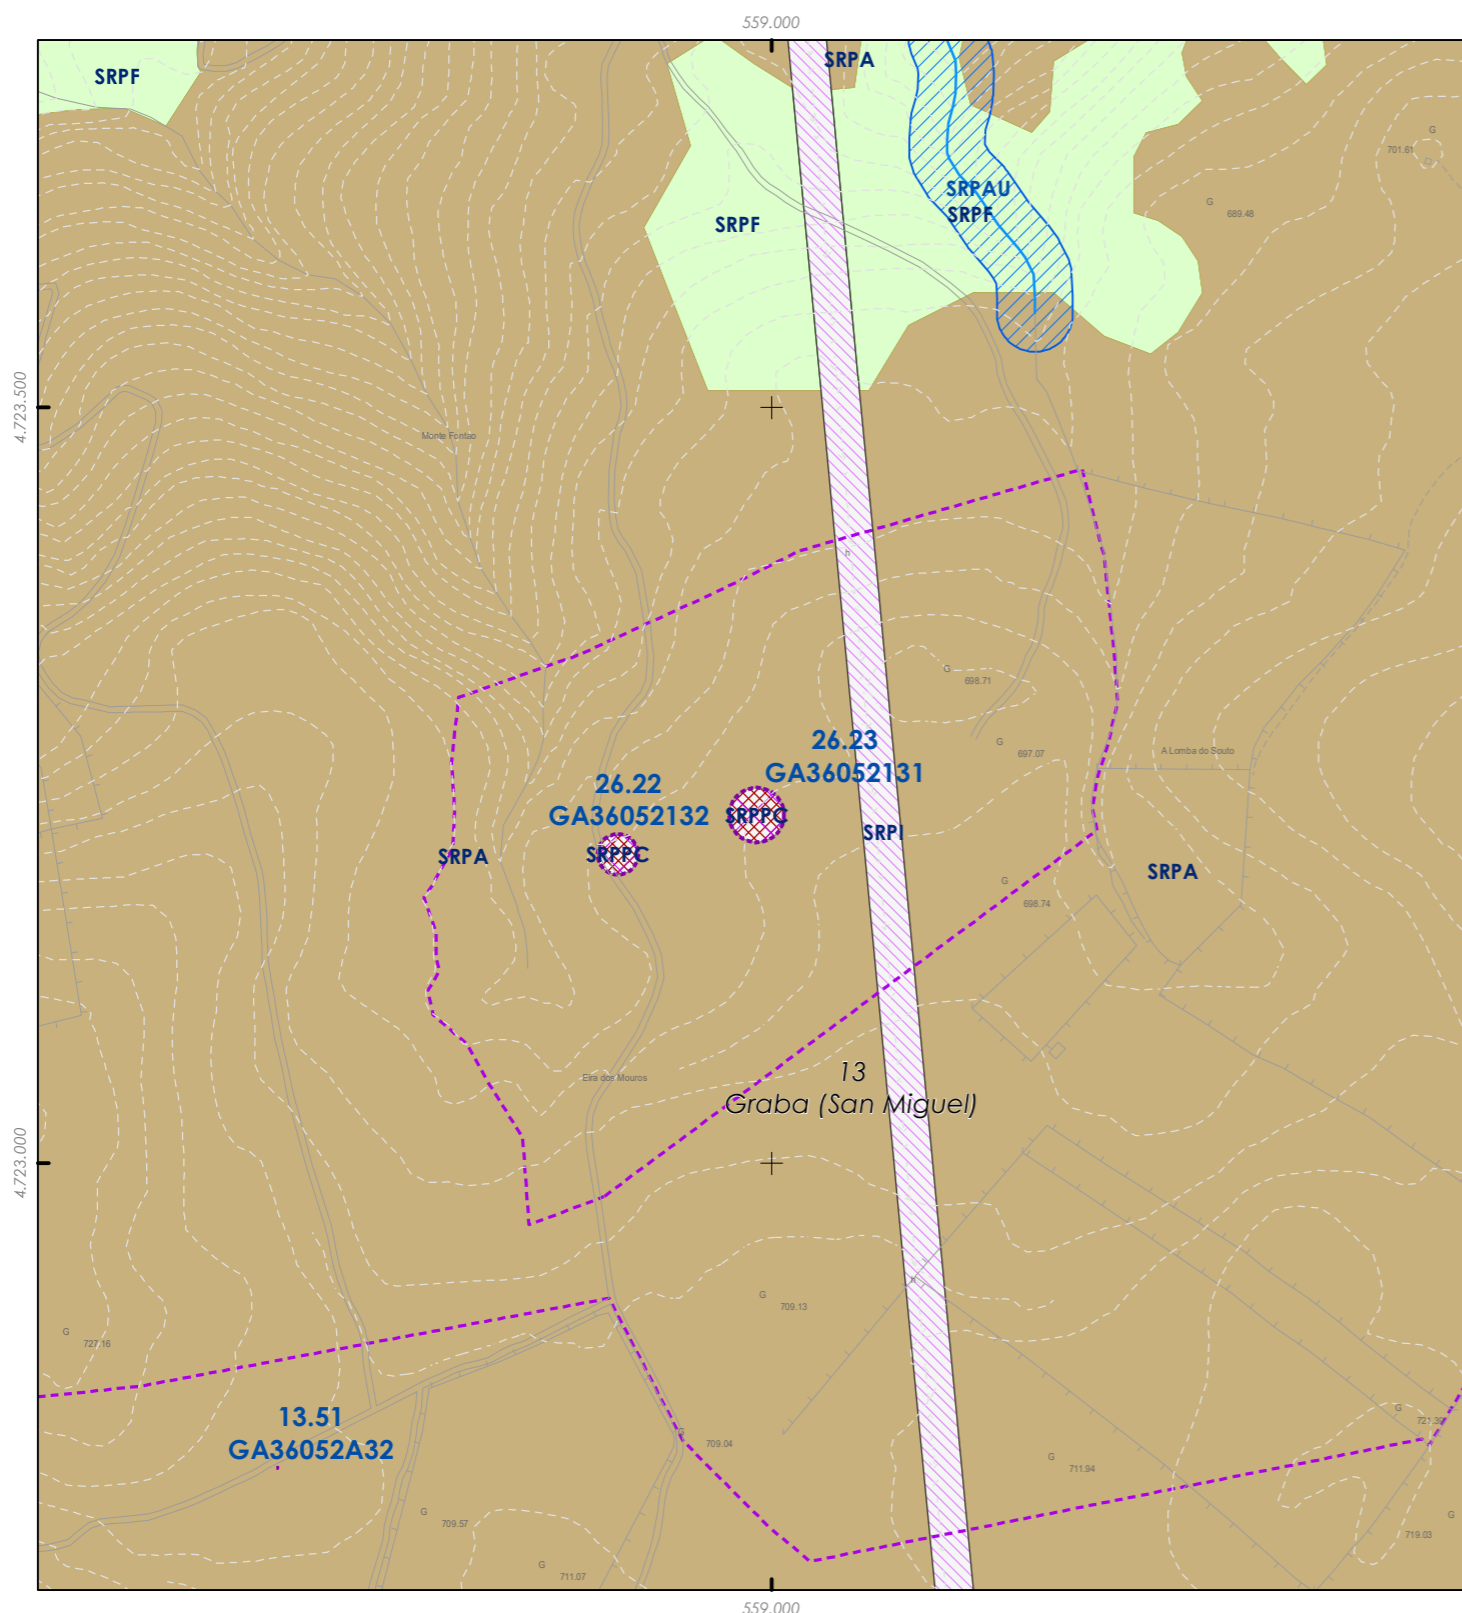 559.000
SRPF
SRPA
G
701.61
SRPAU
SRPF
G
689.48
SRPF
4.723.500
Monte Fontao
h
G
698.71
26.23
GA36052131
G
697.07
A Lomba do Souto
26.22
GA36052132
SRPPC
SRPI
SRPPC
SRPA
SRPA
G
698.74
13
Graba (San Miguel)
Eira dos Mouros
4.723.000
h
G
709.13
G
727.16
13.51
GA36052A32
G
721.39
G
709.04
G
711.94
G
709.57
G
719.03
G
711.07
559.000